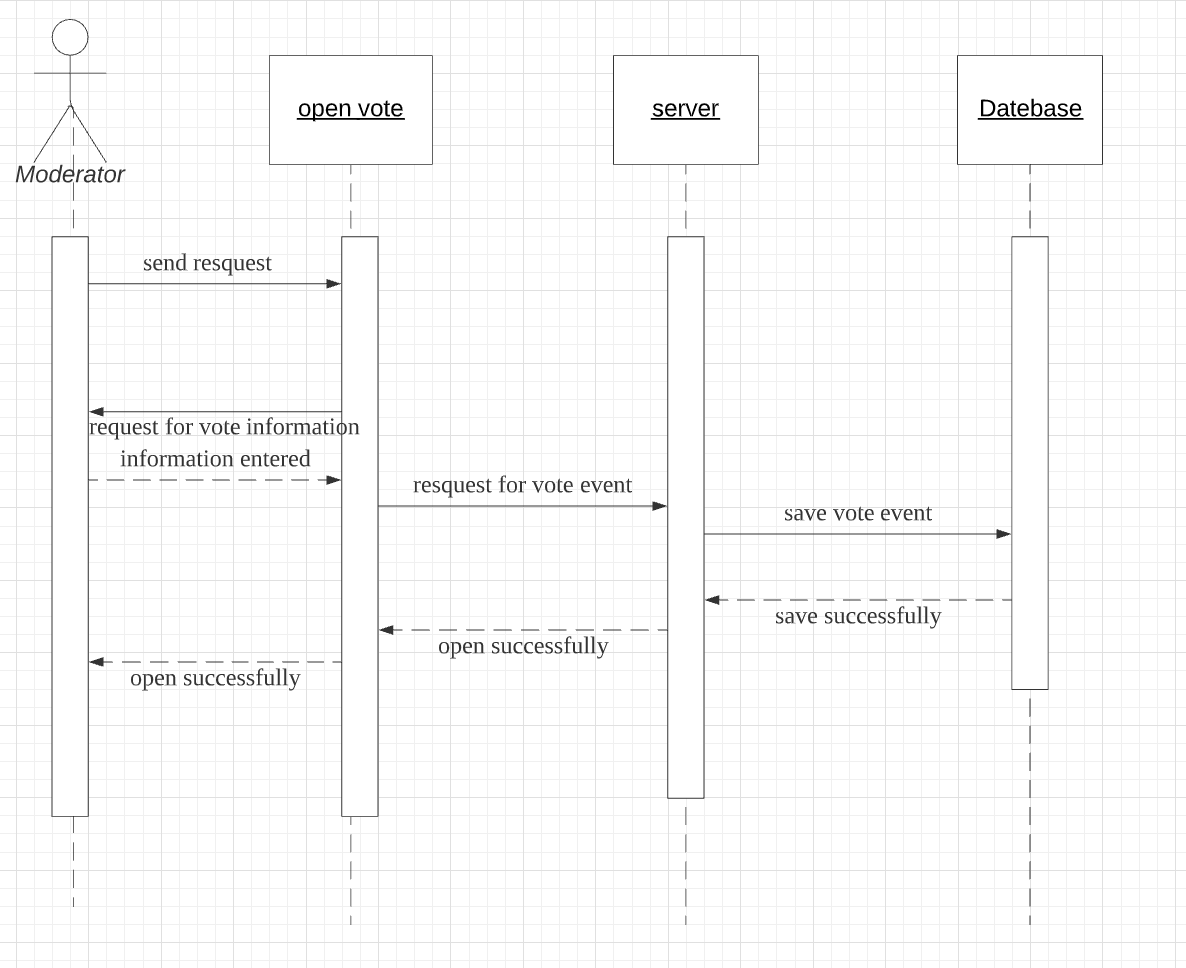 Moderator
open vote
server
Datebase
send resquest
request for vote information
information entered
resquest for vote event
save vote event
save successfully
open successfully
open successfully